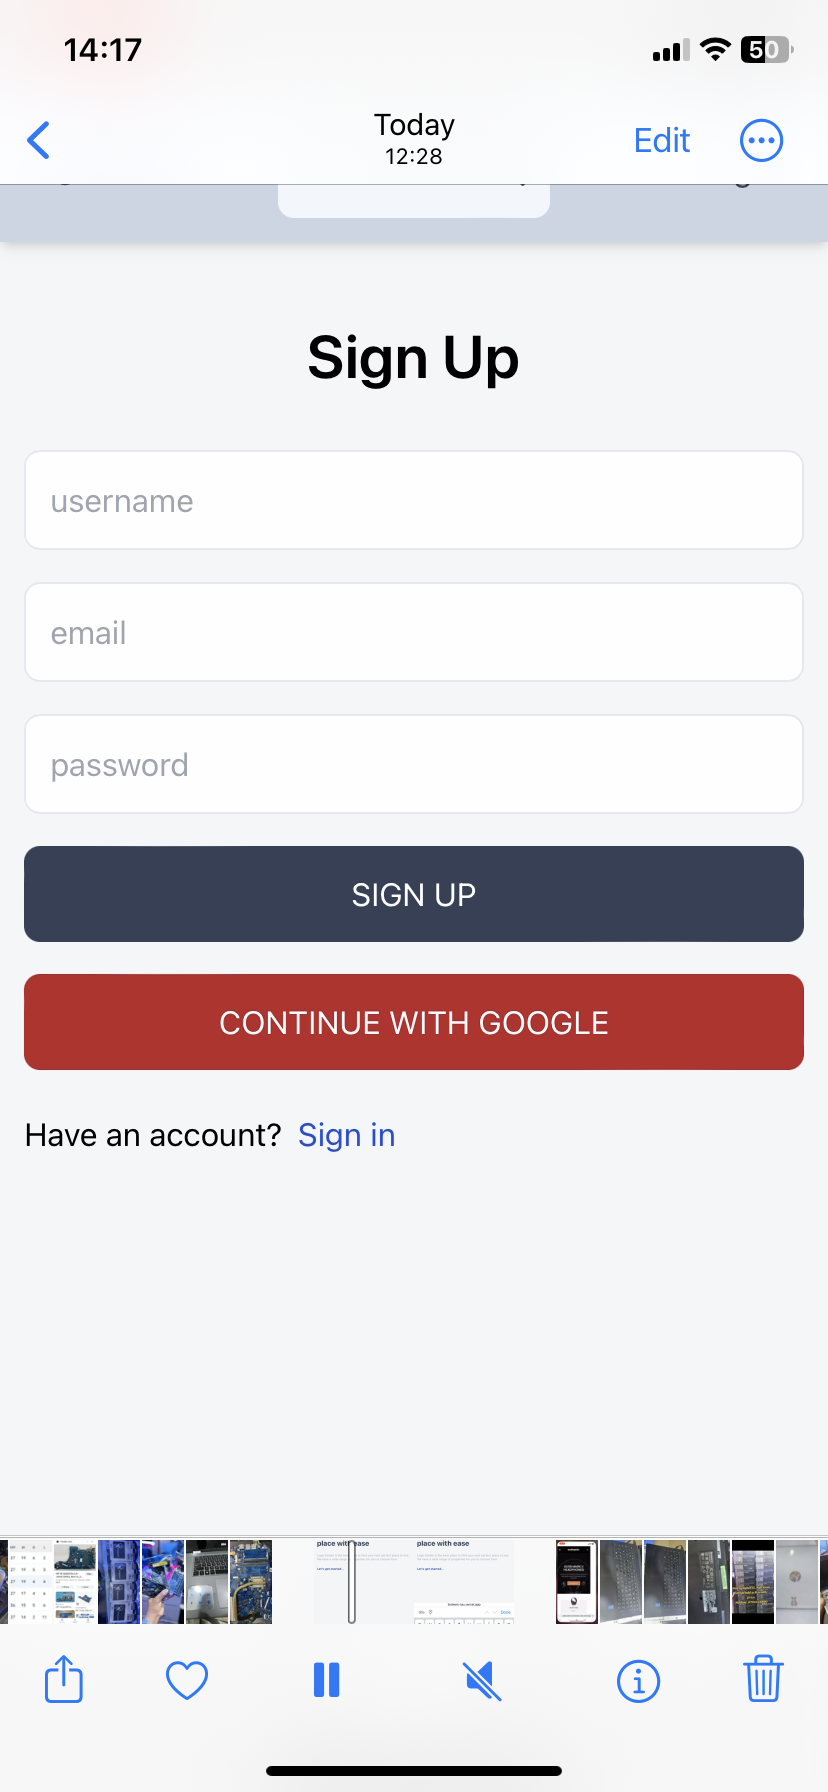 14:17
50
Today
12:28
Edit
Sign Up
username
email
password
SIGN UP
CONTINUE WITH GOOGLE
Have an account? Sign in
place with ease
place with ease